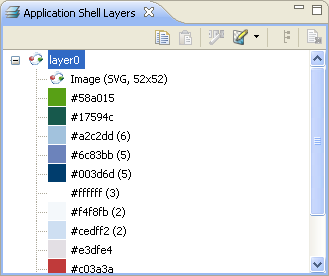 Application Shell Layers
layer0
Image (SVG, 52x52)
#58a015
#17594c
#a2c2dd (6)
#6c83bb (5)
#003d6d (5)
#ffffff (3)
#f4f8fb (2)
#cedff2 (2)
#e3dfe4
#c03a3a